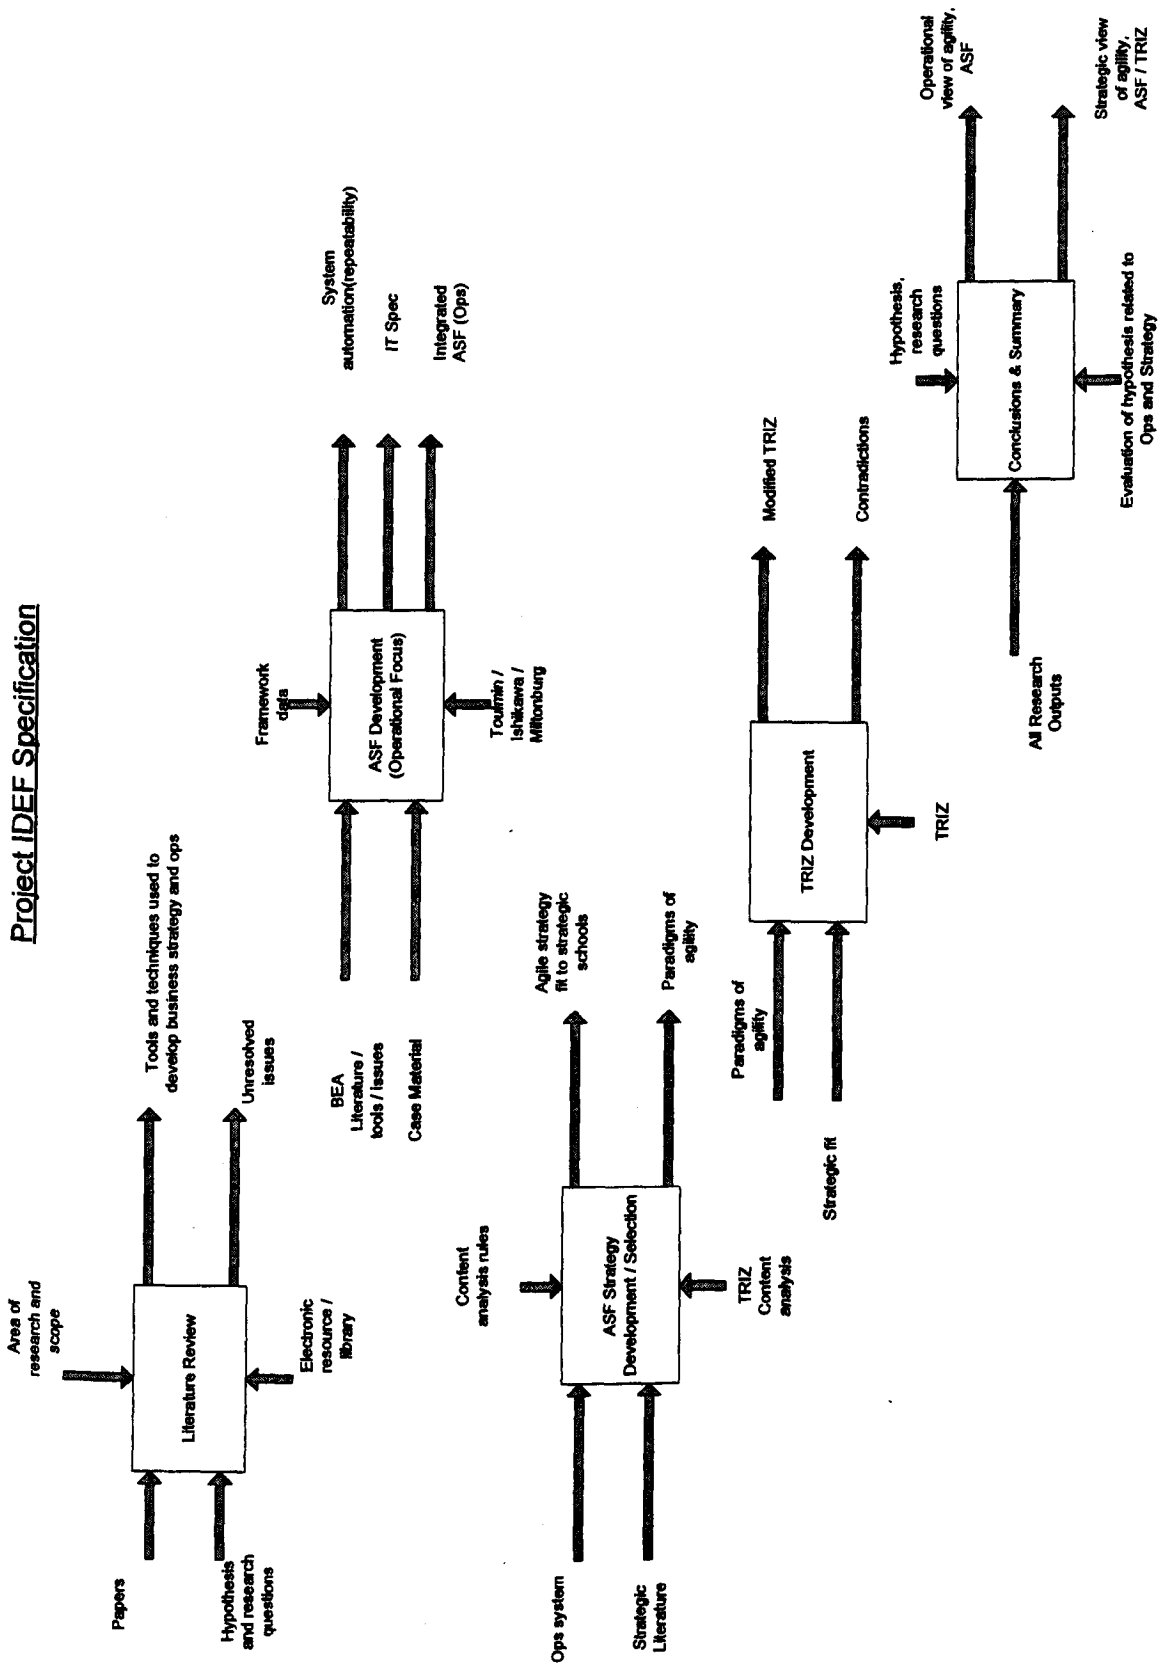 Project IDEF Specification
Area of
research and
scope
Papers
Hypothesis
and research
questions
Literature Review
Electronic
resource /
library
Tools and techniques used to
develop business strategy and ops
Unresolved
issues
Framework
data
BEA
Literature /
tools / issues
Case Material
ASF Development
(Operational Focus)
Toulmin /
Ishikawa /
Miltonburg
System
automation(repeatability)
IT Spec
Integrated
ASF (Ops)
Content
analysis rules
Ops system
Strategic
Literature
ASF Strategy
Development / Selection
TRIZ
Content
analysis
Agile strategy
fit to strategic
schools
Paradigms of
agility
Paradigms of
agility
Strategic fit
TRIZ Development
TRIZ
Modified TRIZ
Contradictions
Hypothesis,
research
questions
All Research
Outputs
Conclusions & Summary
Evaluation of hypothesis related to
Ops and Strategy
Operational
view of agility,
ASF
Strategic view
of agility,
ASF / TRIZ